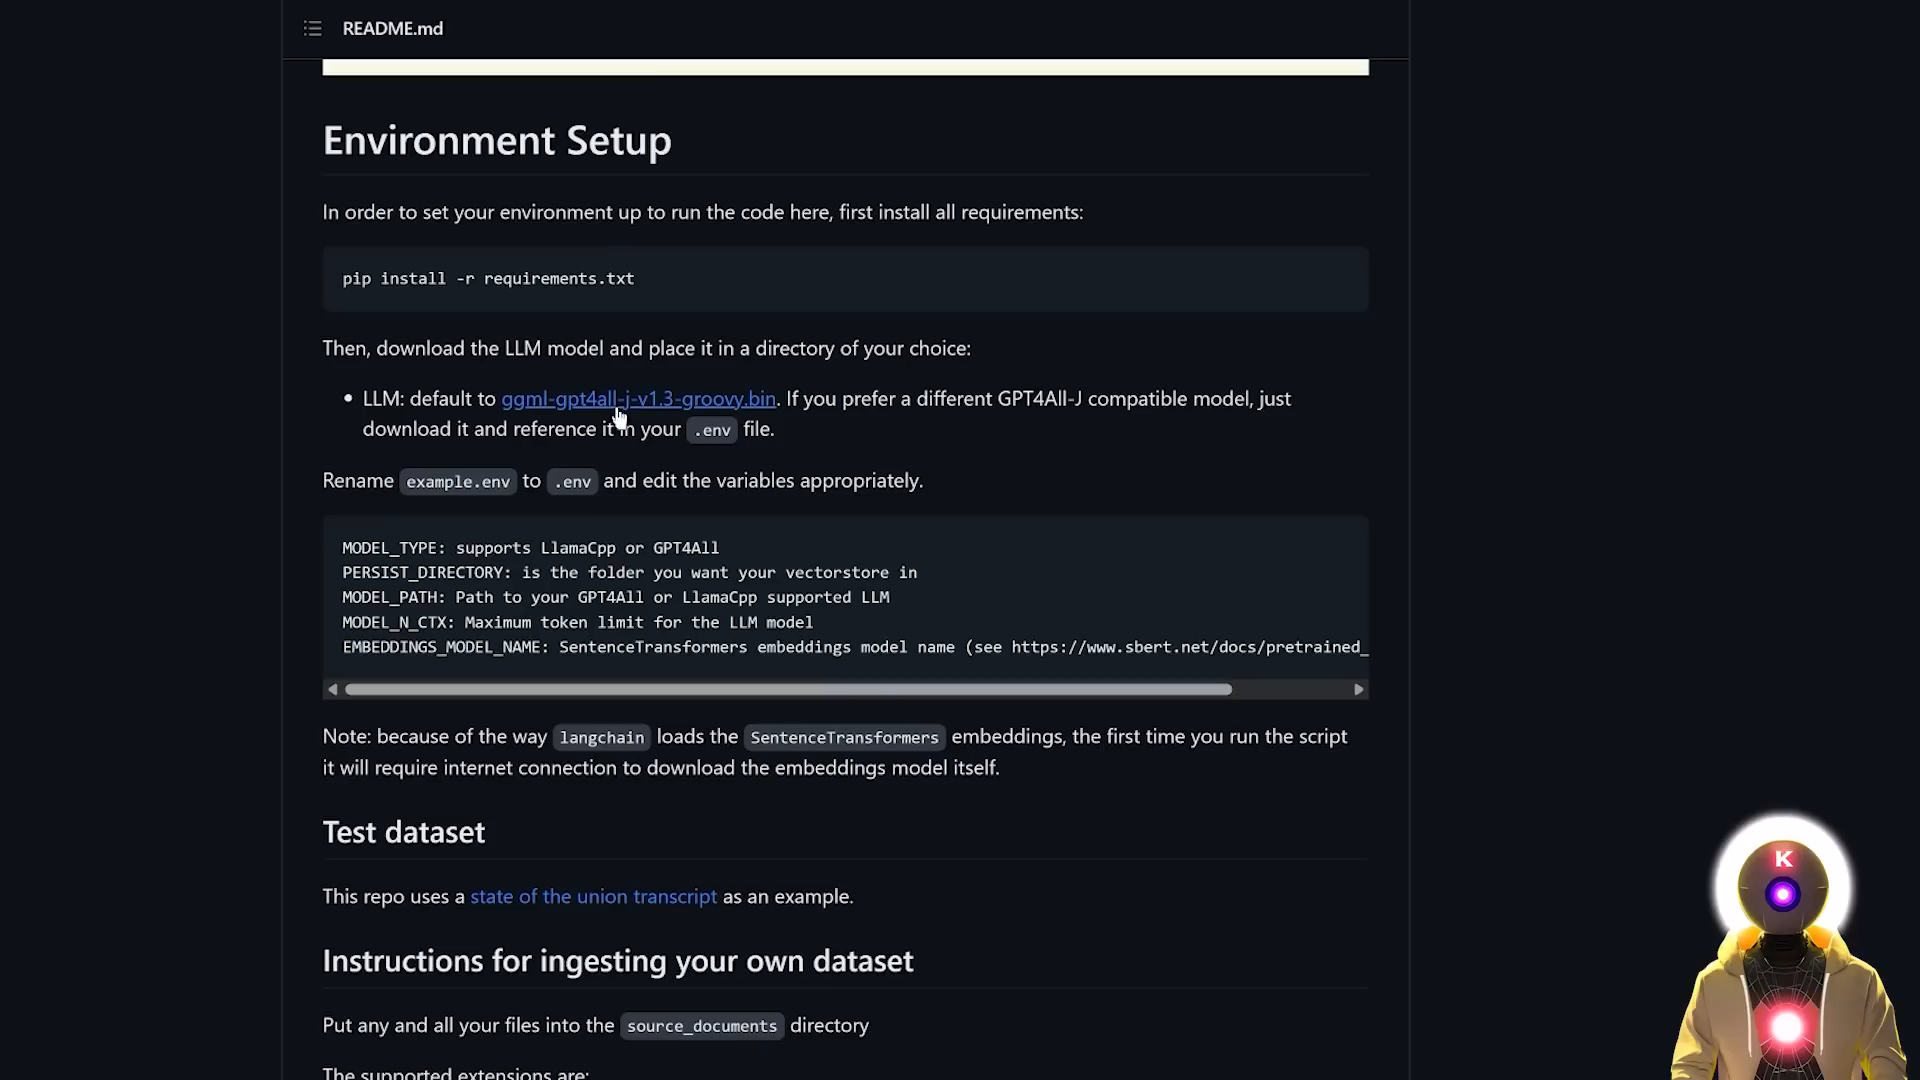 README.md
Environment Setup
In order to set your environment up to run the code here, first install all requirements:
pip install -r requirements.txt
Then, download the LLM model and place it in a directory of your choice:
• LLM: default to ggml-gpt4all-j-v1.3-groovy.bin. If you prefer a different GPT4All-J compatible model, just
download it and reference it in your .env file.
Rename example.env to .env and edit the variables appropriately.
MODEL_TYPE: supports LlamaCpp or GPT4All
PERSIST_DIRECTORY: is the folder you want your vectorstore in
MODEL_PATH: Path to your GPT4All or LlamaCpp supported LLM
MODEL_N_CTX: Maximum token limit for the LLM model
EMBEDDINGS_MODEL_NAME: SentenceTransformers embeddings model name (see https://www.sbert.net/docs/pretrained_
Note: because of the way langchain loads the SentenceTransformers embeddings, the first time you run the script
it will require internet connection to download the embeddings model itself.
Test dataset
This repo uses a state of the union transcript as an example.
Instructions for ingesting your own dataset
Put any and all your files into the source_documents directory
The supported extensions are:
K